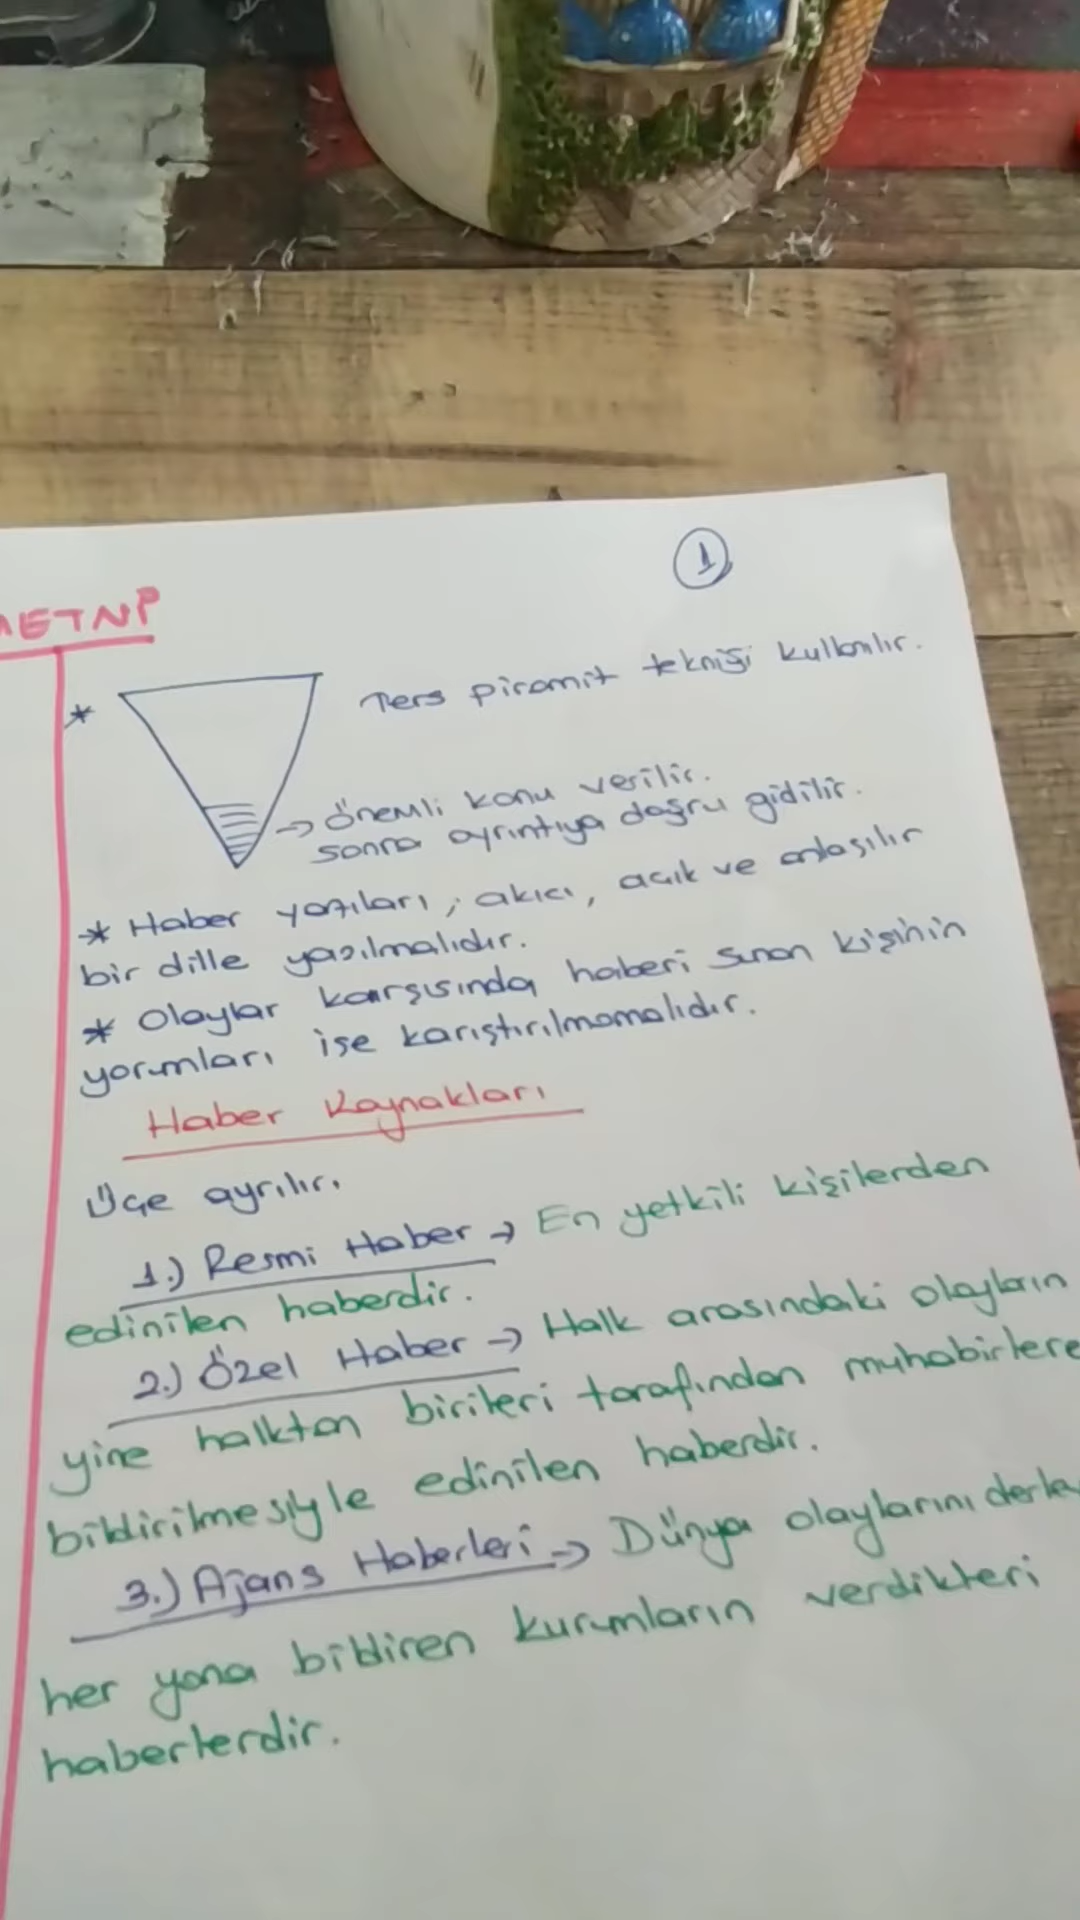 1
METNİ
* Ters piramit tekniği kullanılır.
→ önemli konu verilir.
sonra ayrıntıya doğru gidilir.
* Haber yazıları; akıcı, açık ve anlaşılır
bir dille yazılmalıdır.
* Olaylar karşısında haberi sunan kişinin
yorumları işe karıştırılmamalıdır.
Haber Kaynakları
Üçe ayrılır.
1.) Resmi Haber → En yetkili kişilerden
edinilen haberdir.
2.) Özel Haber → Halk arasındaki olayların
yine halktan birileri tarafından muhabirlere
bildirilmesiyle edinilen haberdir.
3.) Ajans Haberleri → Dünya olaylarını
her yana bildiren kurumların verdikleri
haberlerdir.